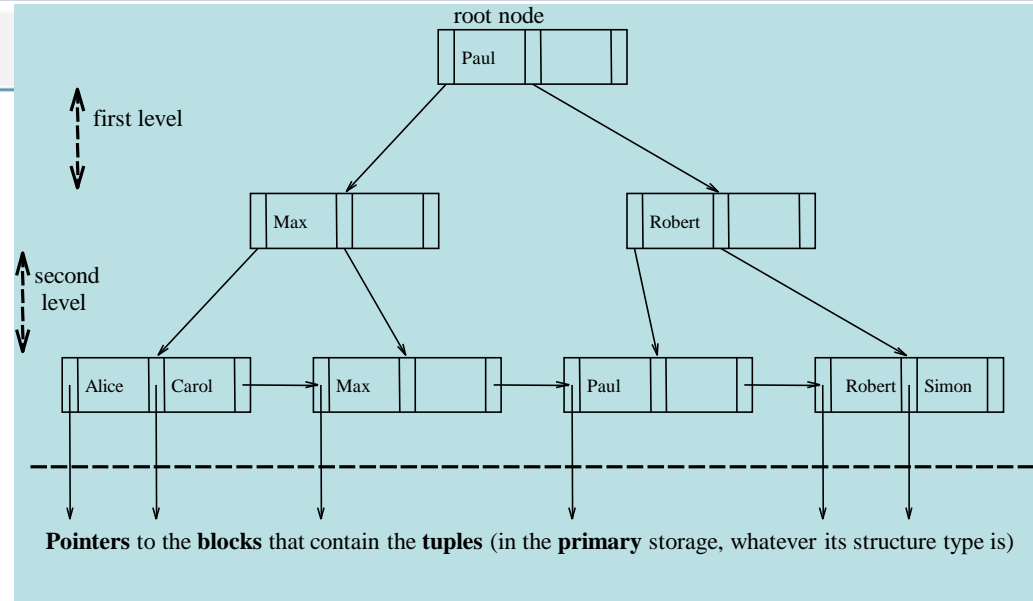 root node
Paul
first level
Max
Robert
second
level
Alice
Carol
Max
Paul
Robert
Simon
Pointers to the blocks that contain the tuples (in the primary storage, whatever its structure type is)